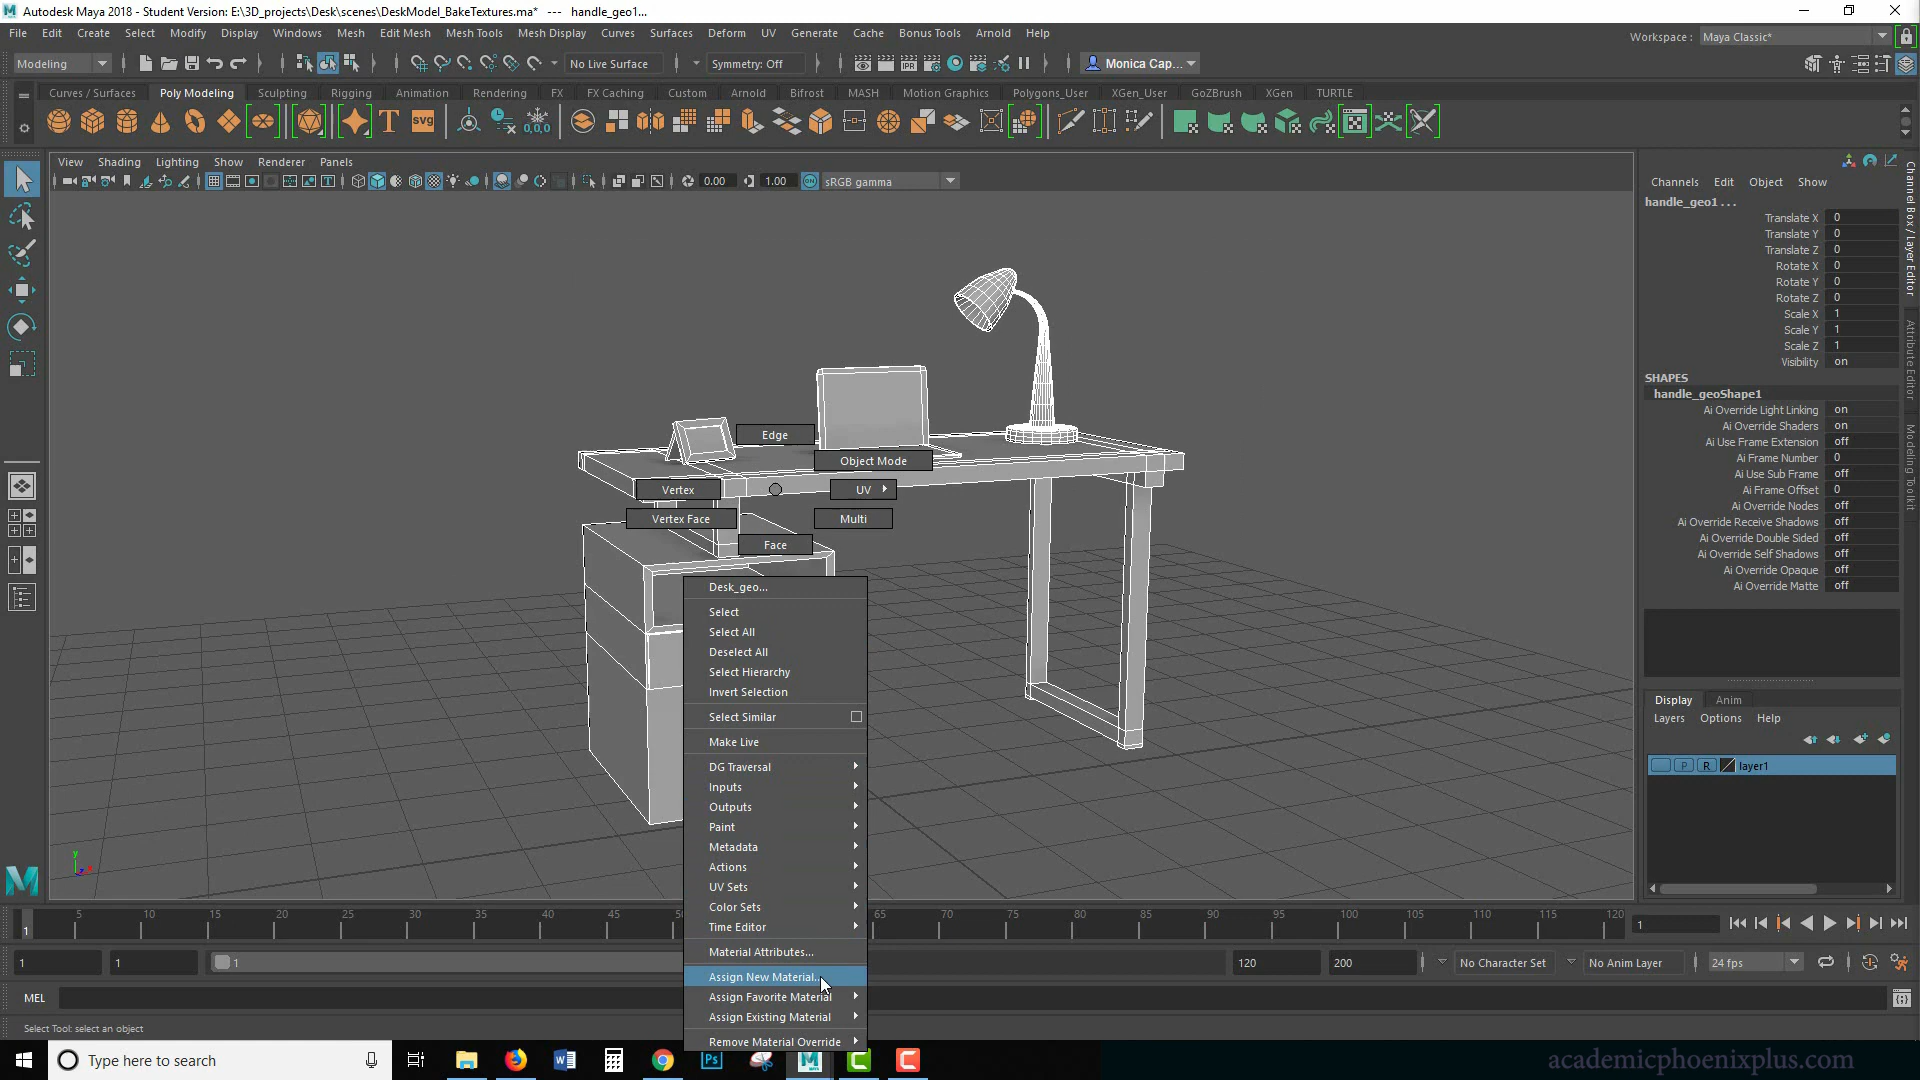 Autodesk Maya 2018 - Student Version: E:\3D_projects\Desk\scenes\DeskModel_BakeTextures.ma* --- handle_geo1...
File Edit Create Select Modify Display Windows Mesh Edit Mesh Mesh Tools Mesh Display Curves Surfaces Deform UV Generate Cache Bonus Tools Arnold Help
Workspace : Maya Classic*
Modeling No Live Surface Symmetry: Off Monica Cap...
Curves / Surfaces Poly Modeling Sculpting Rigging Animation Rendering FX FX Caching Custom Arnold Bifrost MASH Motion Graphics Polygons_User XGen_User GoZBrush XGen TURTLE
View Shading Lighting Show Renderer Panels
0.00 1.00 sRGB gamma
Channels Edit Object Show
handle_geo1 ...
Translate X 0
Translate Y 0
Translate Z 0
Rotate X 0
Rotate Y 0
Rotate Z 0
Scale X 1
Scale Y 1
Scale Z 1
Visibility on
SHAPES
handle_geoShape1
Ai Override Light Linking on
Ai Override Shaders on
Ai Use Frame Extension off
Ai Frame Number 0
Ai Use Sub Frame off
Ai Frame Offset 0
Ai Override Nodes off
Ai Override Receive Shadows off
Ai Override Double Sided off
Ai Override Self Shadows off
Ai Override Opaque off
Ai Override Matte off
Channel Box / Layer Editor
Attribute Editor
Modeling Toolkit
Edge
Object Mode
Vertex
UV
Vertex Face
Multi
Face
Desk_geo...
Select
Select All
Deselect All
Select Hierarchy
Invert Selection
Select Similar
Make Live
DG Traversal
Inputs
Outputs
Paint
Metadata
Actions
UV Sets
Color Sets
Time Editor
Material Attributes...
Assign New Material...
Assign Favorite Material
Assign Existing Material
Remove Material Override
Display Anim
Layers Options Help
P R layer1
5 10 15 20 25 30 35 40 45 65 70 75 80 85 90 95 100 105 110 115 120
1 1
1 1 1 120 200 No Character Set No Anim Layer 24 fps
MEL
Select Tool: select an object
Type here to search
academicphoenixplus.com